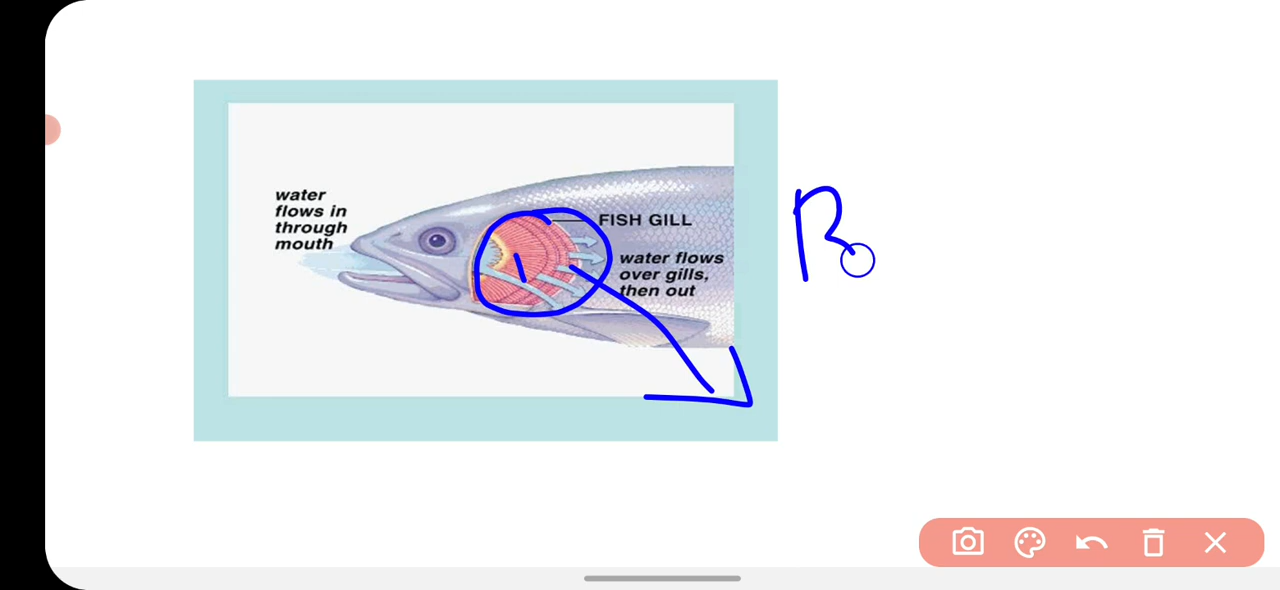 water
flows in
through
mouth
FISH GILL
water flows
over gills,
then out
B